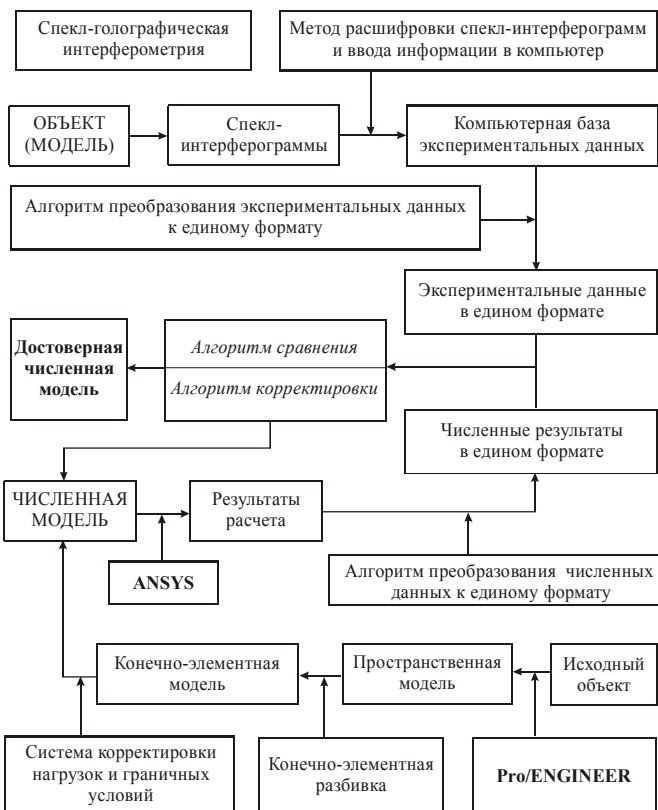 Спекл-голографическая
интерферометрия
Метод расшифровки спекл-интерферограмм
и ввода информации в компьютер
ОБЪЕКТ
(МОДЕЛЬ)
Спекл-
интерферограммы
Компьютерная база
экспериментальных данных
Алгоритм преобразования экспериментальных данных
к единому формату
Экспериментальные данные
в едином формате
Достоверная
численная
модель
Алгоритм сравнения
Алгоритм корректировки
Численные результаты
в едином формате
ЧИСЛЕННАЯ
МОДЕЛЬ
Результаты
расчета
ANSYS
Алгоритм преобразования численных
данных к единому формату
Конечно-элементная
модель
Пространственная
модель
Исходный
объект
Система корректировки
нагрузок и граничных
условий
Конечно-элементная
разбивка
Pro/ENGINEER